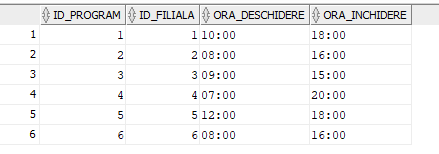 ID_PROGRAM ID_FILIALA ORA_DESCHIDERE ORA_INCHIDERE
1 1 1 10:00 18:00
2 2 2 08:00 16:00
3 3 3 09:00 15:00
4 4 4 07:00 20:00
5 5 5 12:00 18:00
6 6 6 08:00 16:00